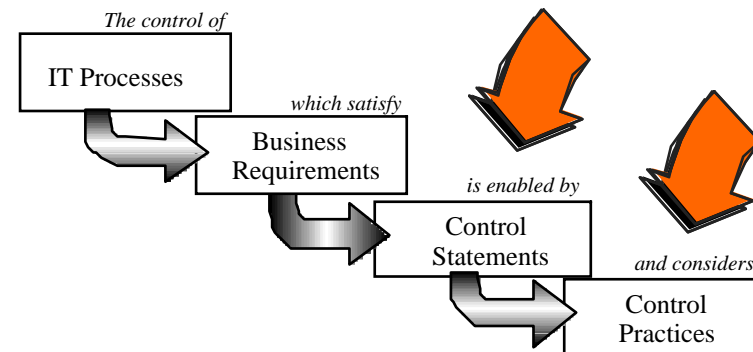 The control of
IT Processes
which satisfy
Business
Requirements
is enabled by
Control
Statements
and considers
Control
Practices